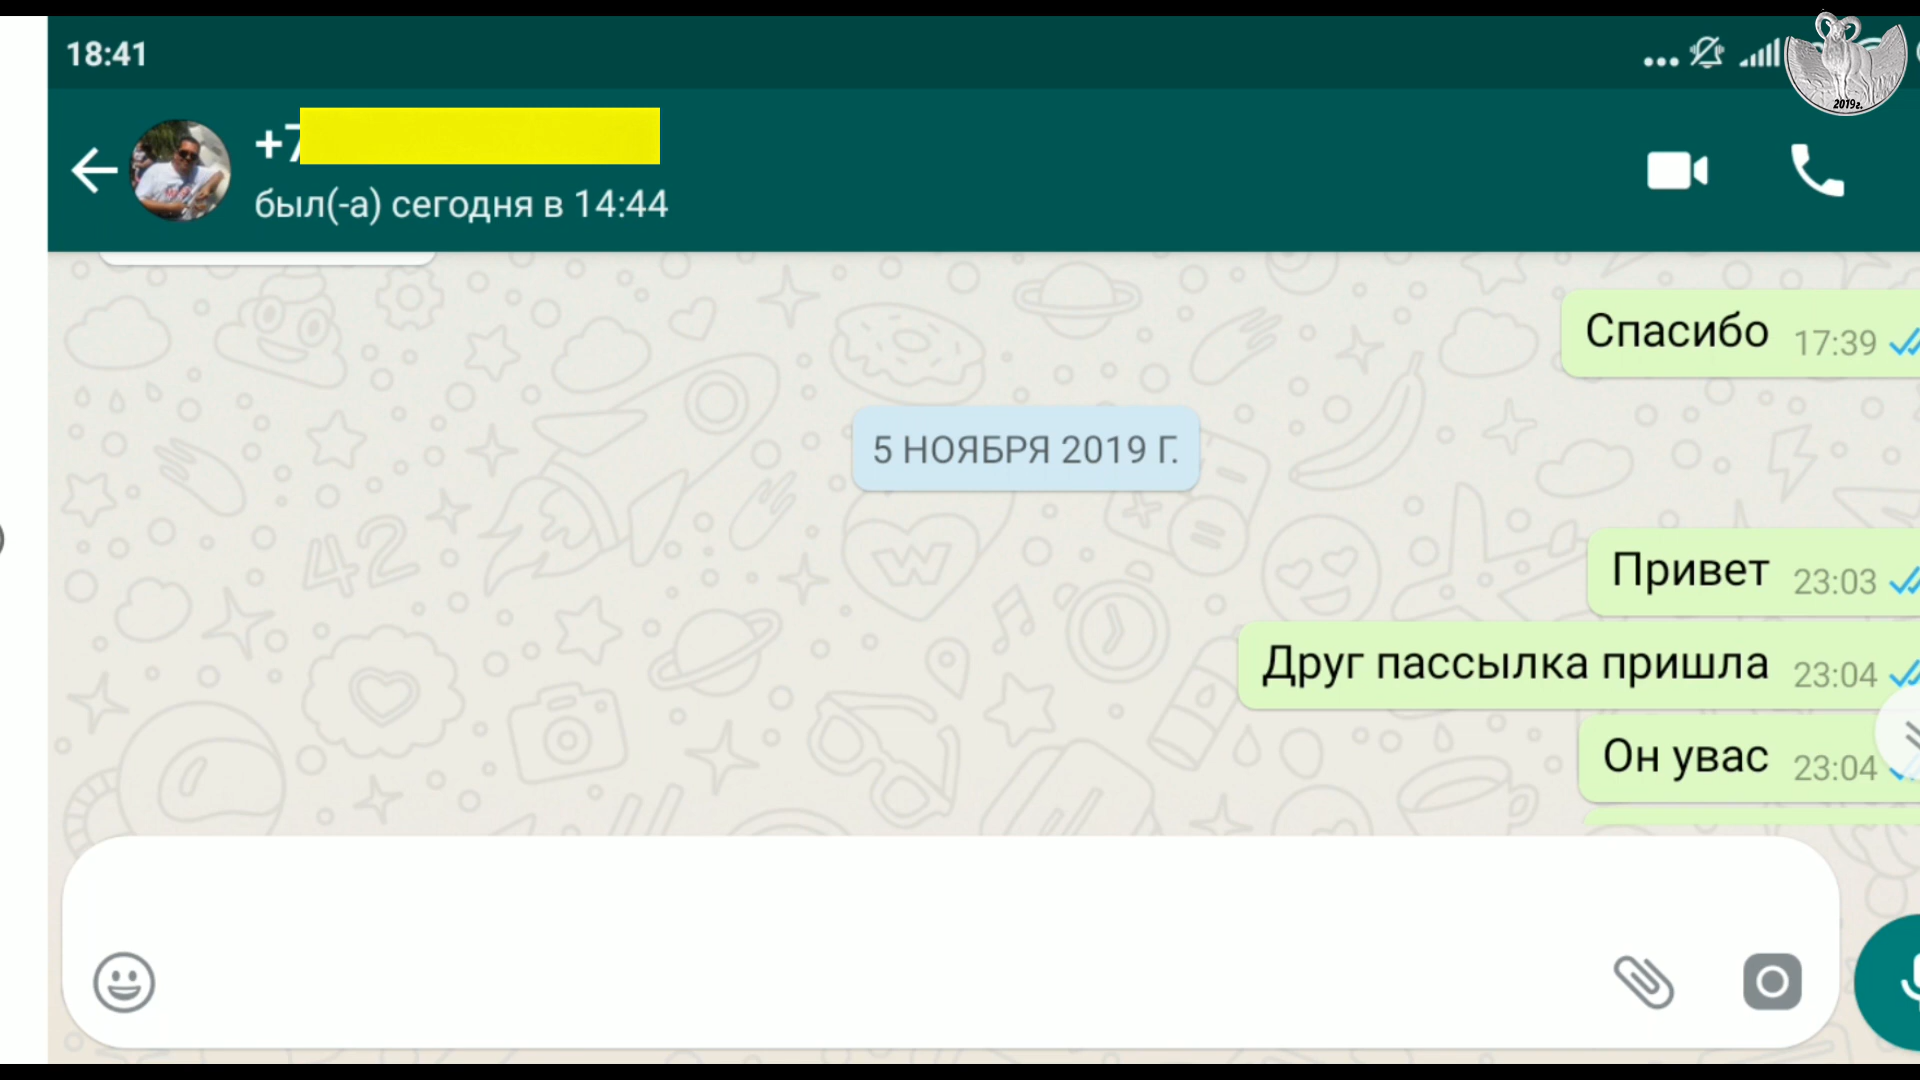 18:41
+7
был(-а) сегодня в 14:44
2019г.
Спасибо 17:39
5 НОЯБРЯ 2019 Г.
Привет 23:03
Друг пассылка пришла 23:04
Он увас 23:04